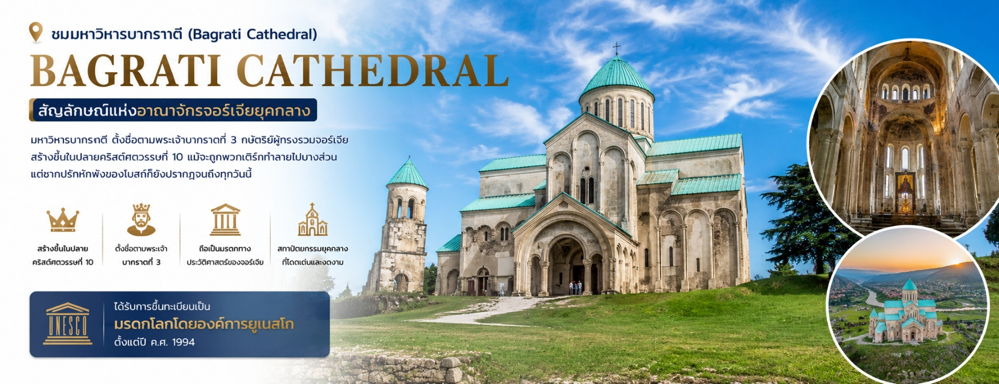 ชมมหาวิหารบากราาตี (Bagrati Cathedral)
BAGRATI CATHEDRAL
สัญลักษณ์แห่งอาณาจักรจอร์เจียยุคกลาง
มหาวิหารบากราตี ตั้งชื่อตามพระเจ้าบากราตที่ 3 กษัตริย์ผู้ทรงรวมจอร์เจีย
สร้างขึ้นในปลายคริสต์ศตวรรษที่ 10 แม้จะถูกพวกเติร์กทำลายไปบางส่วน
แต่ซากปรักหักพังของโบสถ์ก็ยังปรากฏจนถึงทุกวันนี้
สร้างขึ้นในปลาย
คริสต์ศตวรรษที่ 10
ตั้งชื่อตามพระเจ้า
บากราตที่ 3
ถือเป็นมรดกทาง
ประวัติศาสตร์ของจอร์เจีย
สถาปัตยกรรมยุคกลาง
ที่โดดเด่นและงดงาม
UNESCO
ได้รับการขึ้นทะเบียบเป็น
มรดกโลกโดยองค์การยูเนสโก
ตั้งแต่ปี ค.ศ. 1994